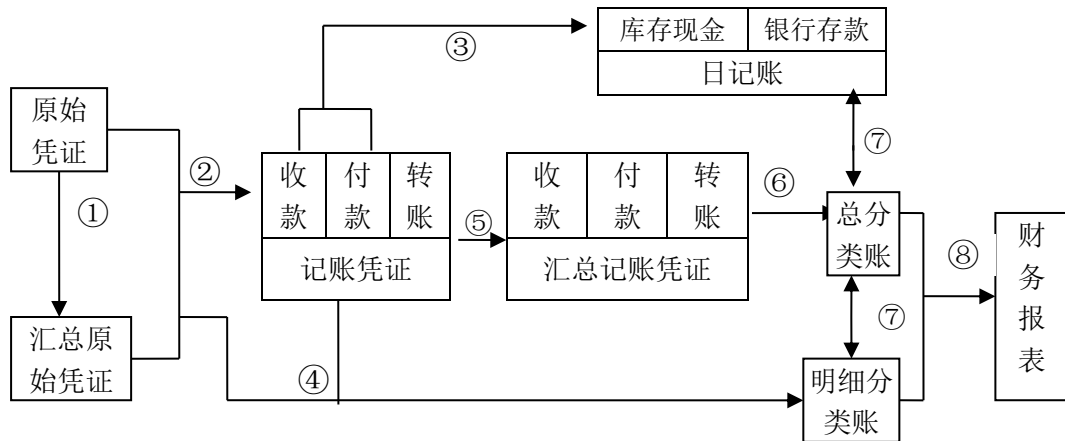 ③
库存现金 银行存款
日记账
原始
凭证
①
②
收款 付款 转账
记账凭证
⑤
收款 付款 转账
汇总记账凭证
⑥
⑦
总分
类账
⑧
财务报表
⑦
汇总原
始凭证
④
明细分
类账